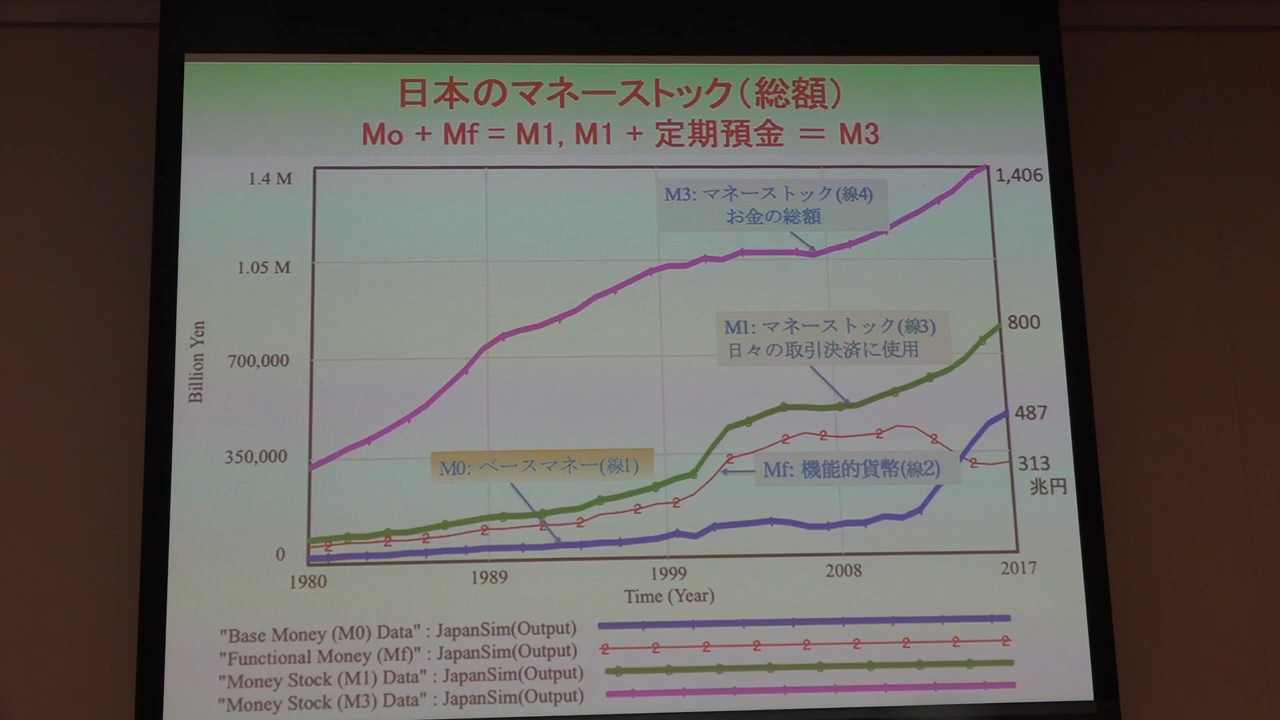 日本のマネーストック(総額)
Mo + Mf = M1, M1 + 定期預金 = M3
1.4 M
1.05 M
700,000
350,000
0
Billion Yen
M3: マネーストック(線4)
お金の総額
M1: マネーストック(線3)
日々の取引決済に使用
M0: ベースマネー(線1)
Mf: 機能的貨幣(線2)
1,406
800
487
313
兆円
1980
1989
1999
2008
2017
Time (Year)
"Base Money (M0) Data" : JapanSim(Output)
"Functional Money (Mf)" : JapanSim(Output)
"Money Stock (M1) Data" : JapanSim(Output)
"Money Stock (M3) Data" : JapanSim(Output)